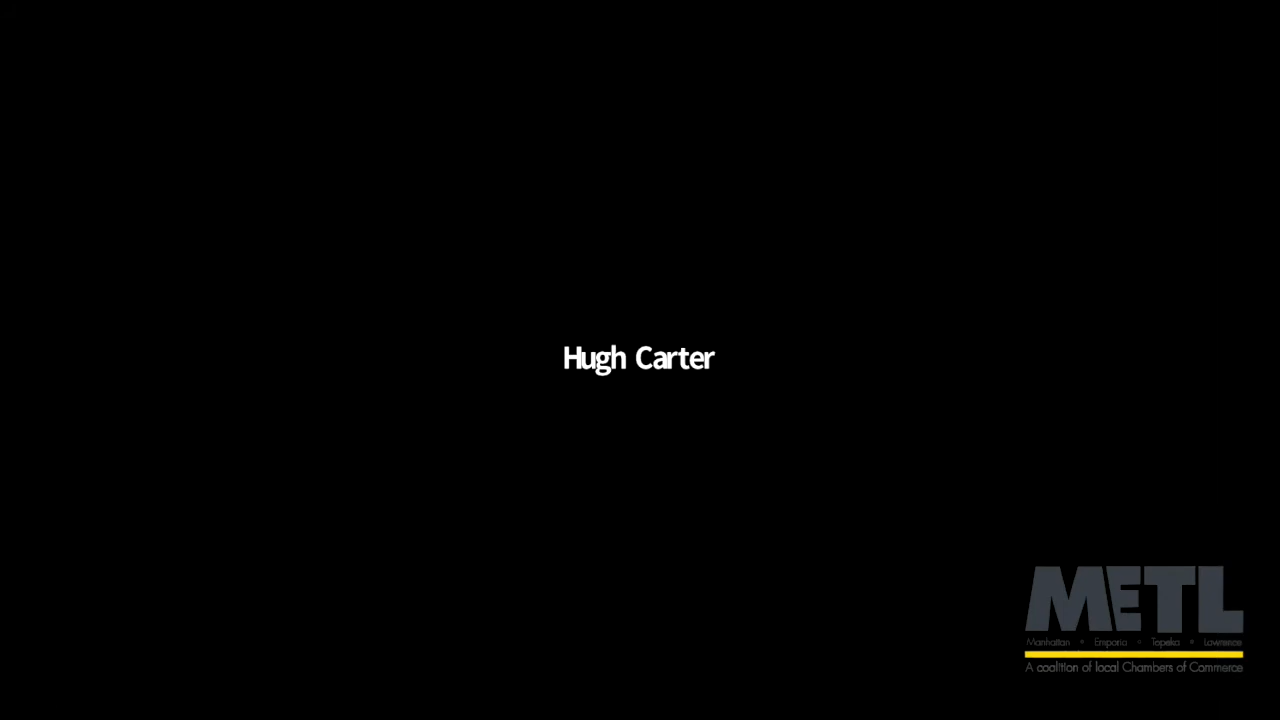 Hugh Carter
METL
Manhattan • Emporia • Topeka • Lawrence
A coalition of local Chambers of Commerce